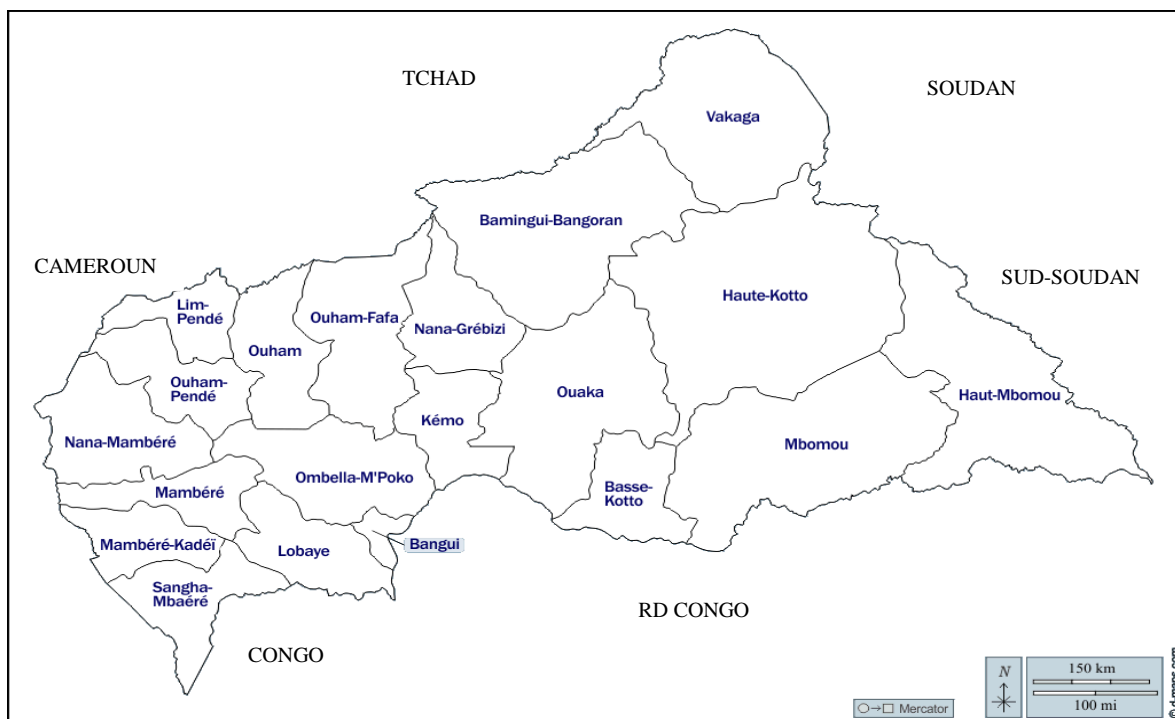 TCHAD
SOUDAN
Vakaga
Bamingui-Bangoran
CAMEROUN
SUD-SOUDAN
Lim-
Pendé
Ouham-Fafa
Haute-Kotto
Nana-Grébizi
Ouham
Ouham-
Pendé
Ouaka
Haut-Mbomou
Kémo
Nana-Mambéré
Mbomou
Ombella-M'Poko
Basse-
Kotto
Mambéré
Mambéré-Kadéï
Lobaye
Bangui
Sangha-
Mbaéré
RD CONGO
CONGO
N
150 km
100 mi
Mercator